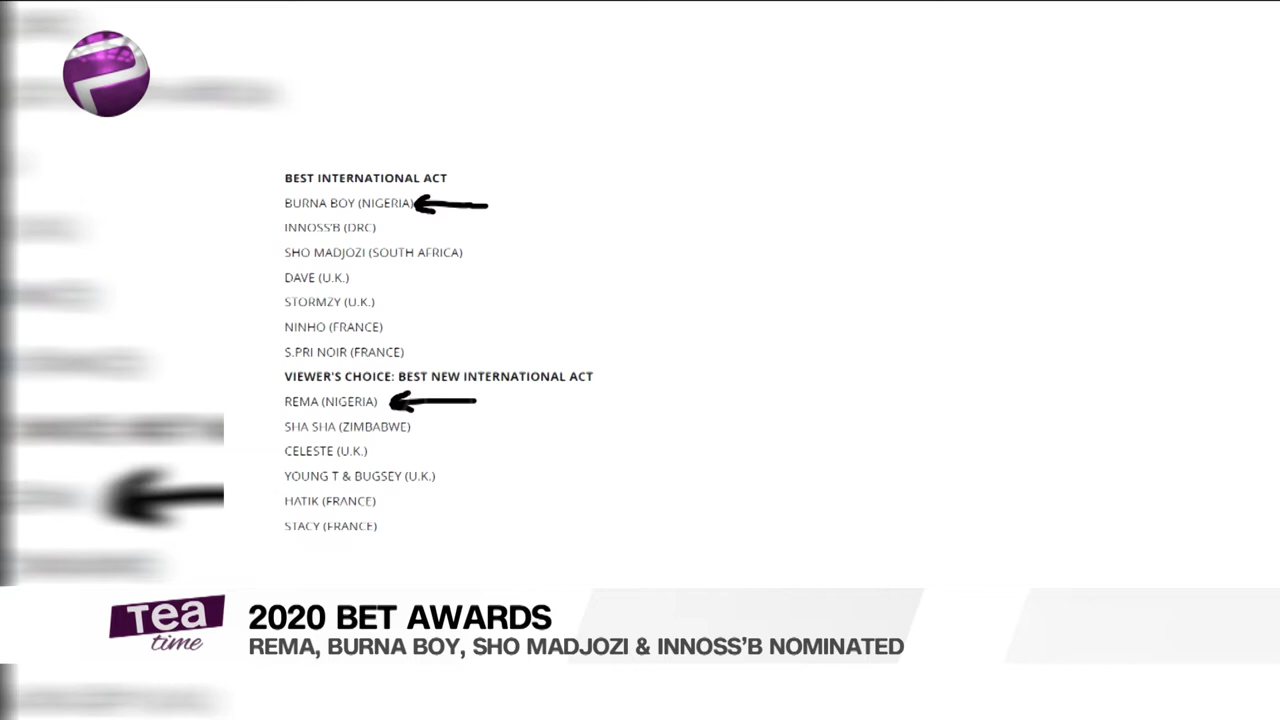 BEST INTERNATIONAL ACT
BURNA BOY (NIGERIA)
INNOSS'B (DRC)
SHO MADJOZI (SOUTH AFRICA)
DAVE (U.K.)
STORMZY (U.K.)
NINHO (FRANCE)
S.PRI NOIR (FRANCE)
VIEWER'S CHOICE: BEST NEW INTERNATIONAL ACT
REMA (NIGERIA)
SHA SHA (ZIMBABWE)
CELESTE (U.K.)
YOUNG T & BUGSEY (U.K.)
HATIK (FRANCE)
STACY (FRANCE)
Tea
time
2020 BET AWARDS
REMA, BURNA BOY, SHO MADJOZI & INNOSS'B NOMINATED